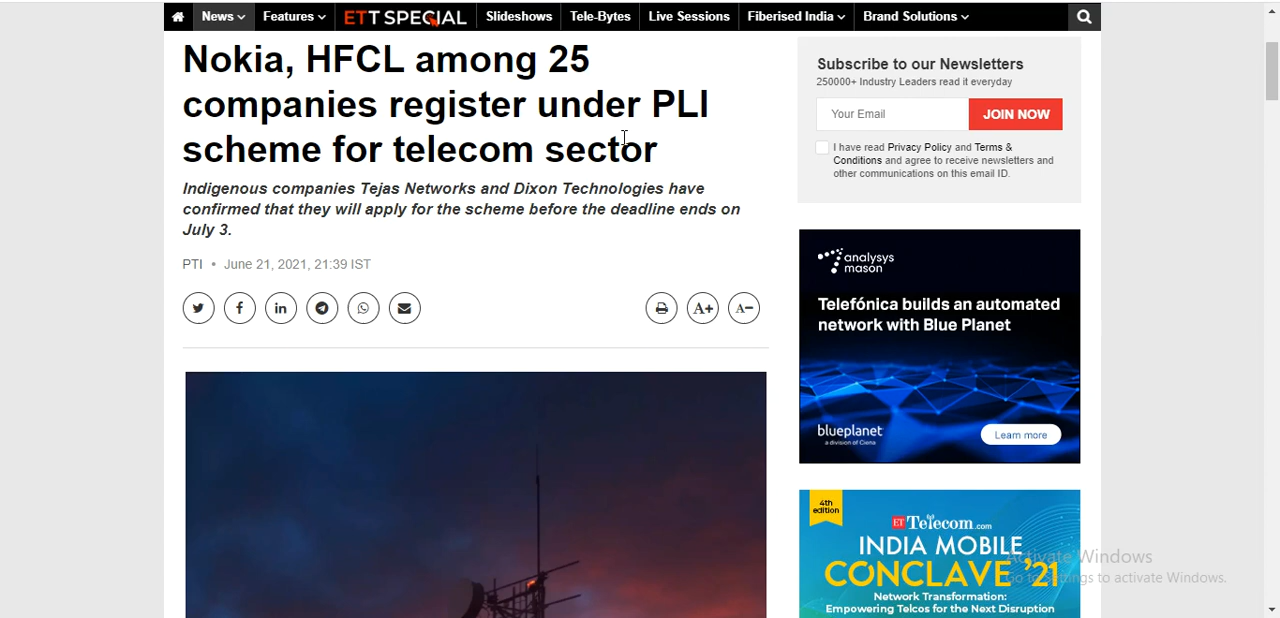 News Features ETT SPECIAL Slideshows Tele-Bytes Live Sessions Fiberised India Brand Solutions
Nokia, HFCL among 25
companies register under PLI
scheme for telecom sector
Indigenous companies Tejas Networks and Dixon Technologies have
confirmed that they will apply for the scheme before the deadline ends on
July 3.
PTI • June 21, 2021, 21:39 IST
A+ A-
Subscribe to our Newsletters
250000+ Industry Leaders read it everyday
Your Email JOIN NOW
I have read Privacy Policy and Terms &
Conditions and agree to receive newsletters and
other communications on this email ID.
analysys
mason
Telefónica builds an automated
network with Blue Planet
blueplanet
a division of Ciena
Learn more
4th
edition
ET Telecom.com
INDIA MOBILE
CONCLAVE '21
Network Transformation:
Empowering Telcos for the Next Disruption
Activate Windows
Go to Settings to activate Windows.